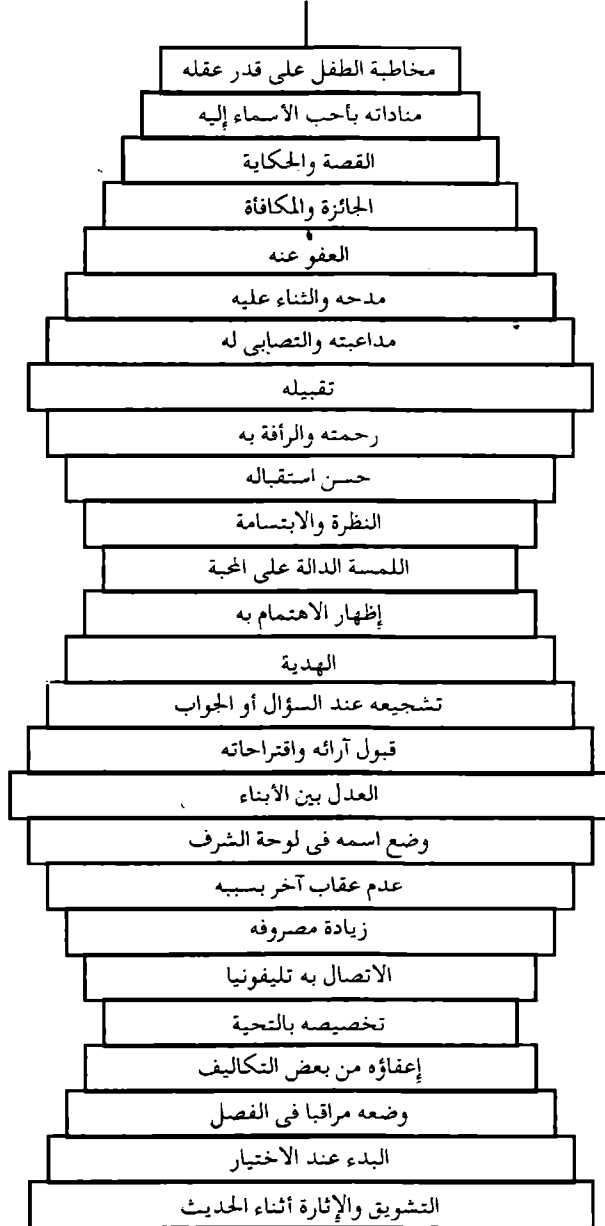 مخاطبة الطفل على قدر عقله
مناداته بأحب الأسماء إليه
القصة والحكاية
الجائزة والمكافأة
العفو عنه
مدحه والثناء عليه
مداعبته والتصابى له
تقبيله
رحمته والرأفة به
حسن استقباله
النظرة والابتسامة
اللمسة الدالة على المحبة
إظهار الاهتمام به
الهدية
تشجيعه عند السؤال أو الجواب
قبول آرائه واقتراحاته
العدل بين الأبناء
وضع اسمه فى لوحة الشرف
عدم عقاب آخر بسببه
زيادة مصروفه
الاتصال به تليفونيا
تخصيصه بالتحية
إعفاؤه من بعض التكاليف
وضعه مراقبا فى الفصل
البدء عند الاختيار
التشويق والإثارة أثناء الحديث